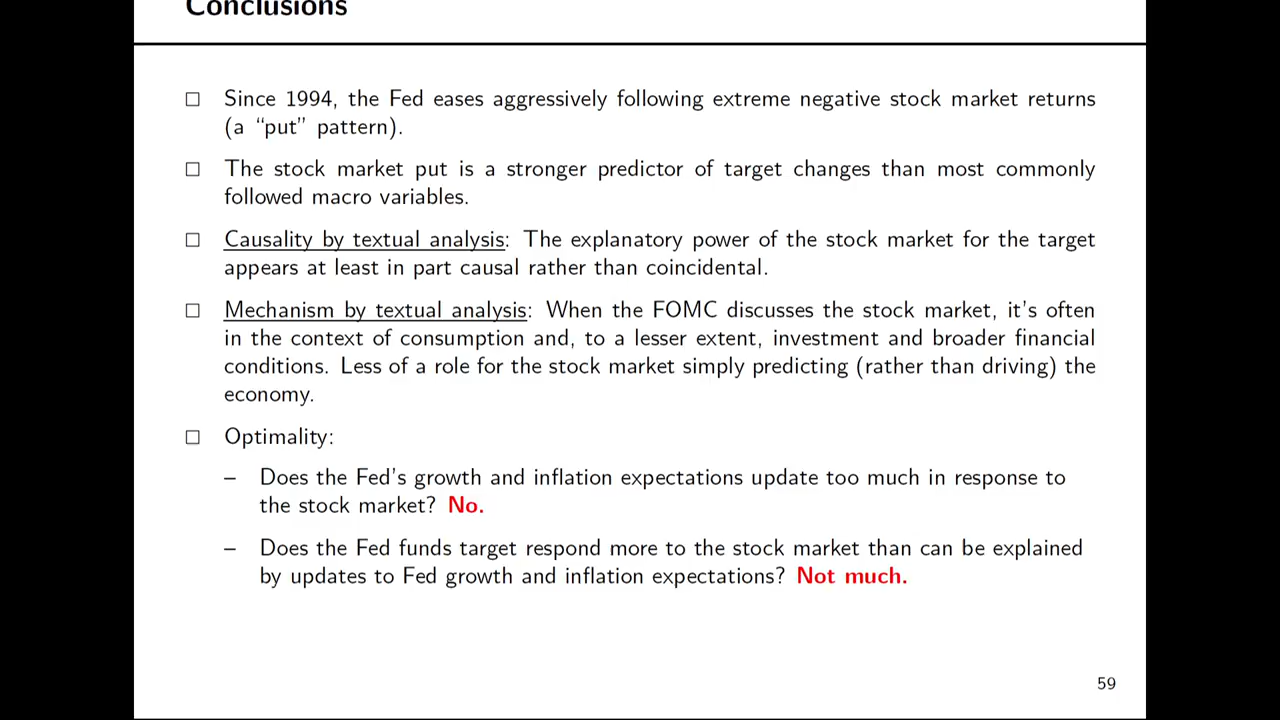 Conclusions
□ Since 1994, the Fed eases aggressively following extreme negative stock market returns
(a “put” pattern).
□ The stock market put is a stronger predictor of target changes than most commonly
followed macro variables.
□ Causality by textual analysis: The explanatory power of the stock market for the target
appears at least in part causal rather than coincidental.
□ Mechanism by textual analysis: When the FOMC discusses the stock market, it's often
in the context of consumption and, to a lesser extent, investment and broader financial
conditions. Less of a role for the stock market simply predicting (rather than driving) the
economy.
□ Optimality:
– Does the Fed's growth and inflation expectations update too much in response to
the stock market? No.
– Does the Fed funds target respond more to the stock market than can be explained
by updates to Fed growth and inflation expectations? Not much.
59